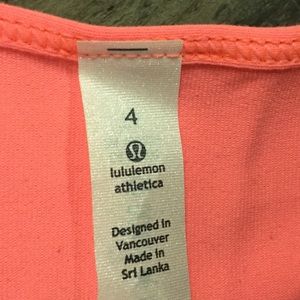 4
lululemon
athletica
Designed in
Vancouver
Made in
Sri Lanka